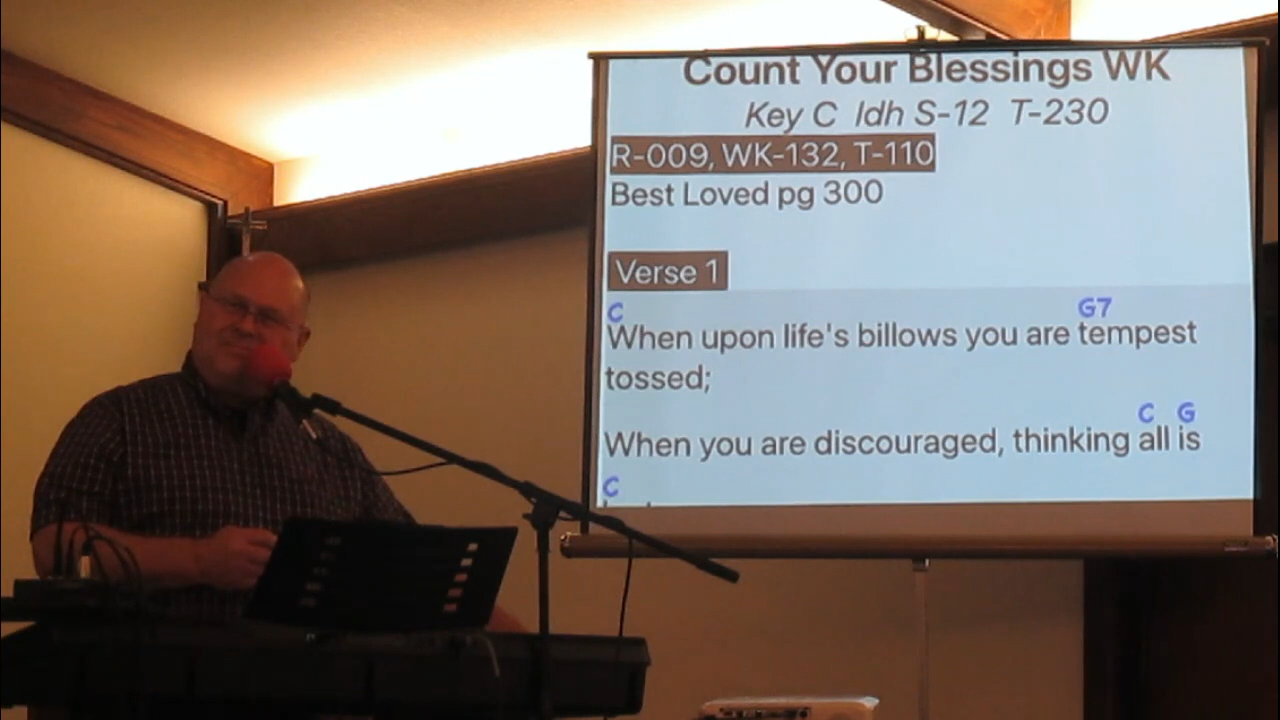 Count Your Blessings WK
Key C Idh S-12 T-230
R-009, WK-132, T-110
Best Loved pg 300
Verse 1
C G7
When upon life's billows you are tempest
tossed;
C G
When you are discouraged, thinking all is
C